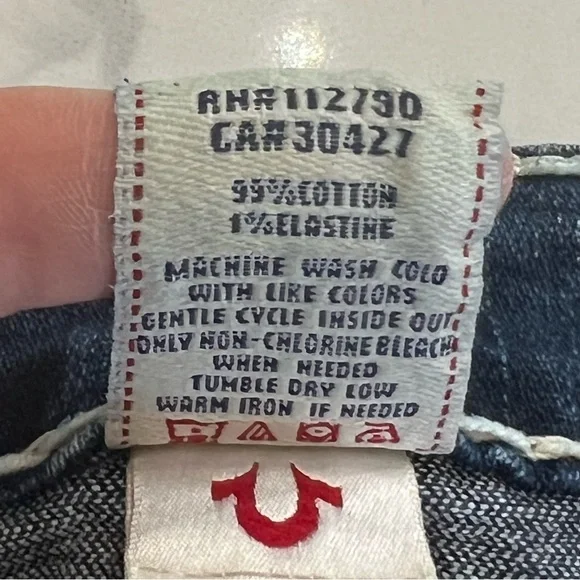 RN#112790
CA#30427
99%COTTON
1%ELASTINE
MACHINE WASH COLD
WITH LIKE COLORS
GENTLE CYCLE INSIDE OUT
ONLY NON-CHLORINE BLEACH
WHEN NEEDED
TUMBLE DRY LOW
WARM IRON IF NEEDED